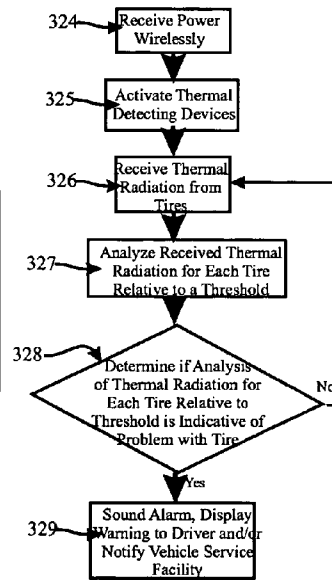 324
Receive Power
Wirelessly
325
Activate Thermal
Detecting Devices
326
Receive Thermal
Radiation from
Tires
327
Analyze Received Thermal
Radiation for Each Tire
Relative to a Threshold
328
Determine if Analysis
of Thermal Radiation for
Each Tire Relative to
Threshold is Indicative of
Problem with Tire
No
Yes
329
Sound Alarm, Display
Warning to Driver and/or
Notify Vehicle Service
Facility